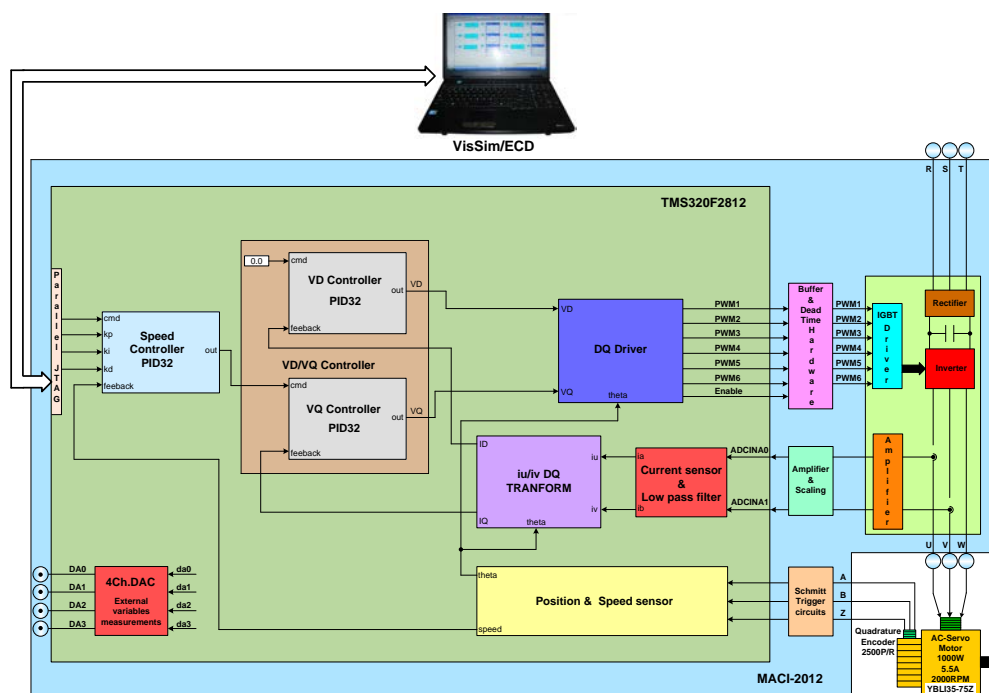 VisSim/ECD
R S T
TMS320F2812
Parallel JTAG
cmd
kp
ki
kd
feeback
Speed
Controller
PID32
out
0.0
cmd
VD Controller
PID32
out
feeback
VD
VD/VQ Controller
cmd
VQ Controller
PID32
out
feeback
VQ
VD
DQ Driver
VQ
theta
PWM1
PWM2
PWM3
PWM4
PWM5
PWM6
Enable
Buffer
&
Dead
Time
Hardware
PWM1
PWM2
PWM3
PWM4
PWM5
PWM6
IGBT
Driver
Rectifier
Inverter
ID
iu
iu/iv DQ
TRANFORM
iv
IQ
theta
ia
Current sensor
&
Low pass filter
ib
ADCINA0
ADCINA1
Amplifier
&
Scaling
Amplifier
U V W
DA0
DA1
DA2
DA3
4Ch.DAC
External
variables
measurements
da0
da1
da2
da3
theta
Position & Speed sensor
speed
Schmitt
Trigger
circuits
A
B
Z
Quadrature
Encoder
2500P/R
AC-Servo
Motor
1000W
5.5A
2000RPM
YBLI35-75Z
MACI-2012